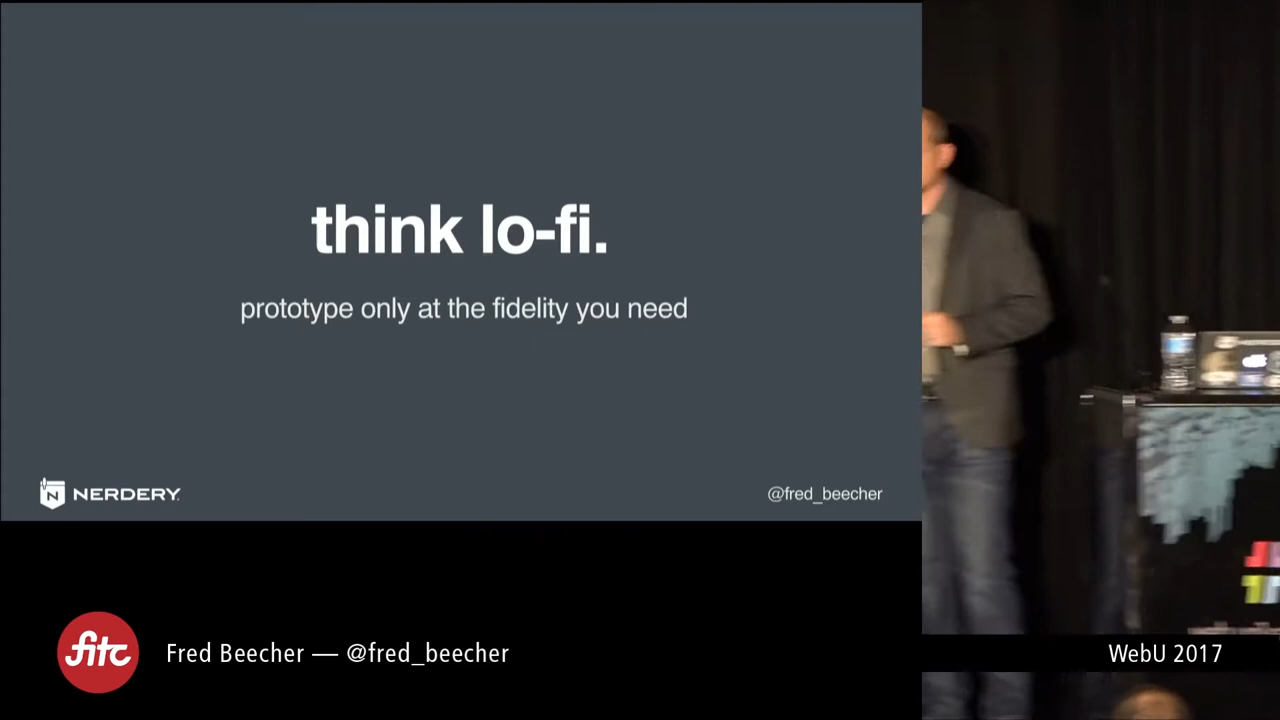 think lo-fi.
prototype only at the fidelity you need
N NERDERY
@fred_beecher
fitc
Fred Beecher — @fred_beecher
WebU 2017